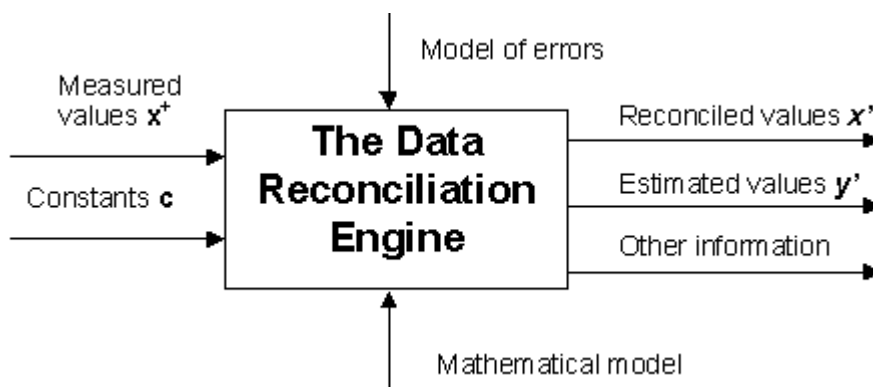 Model of errors
Measured
values x⁺
Constants c
The Data
Reconciliation
Engine
Reconciled values x'
Estimated values y'
Other information
Mathematical model